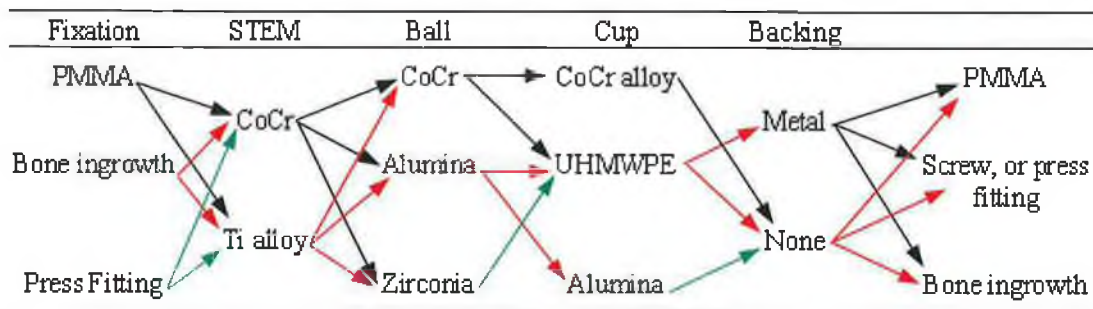 Fixation STEM Ball Cup Backing
PMMA CoCr CoCr alloy PMMA
CoCr Metal
Bone ingrowth Alumina UHMWPE Screw, or press
fitting
Ti alloy None
Press Fitting Zirconia Alumina Bone ingrowth